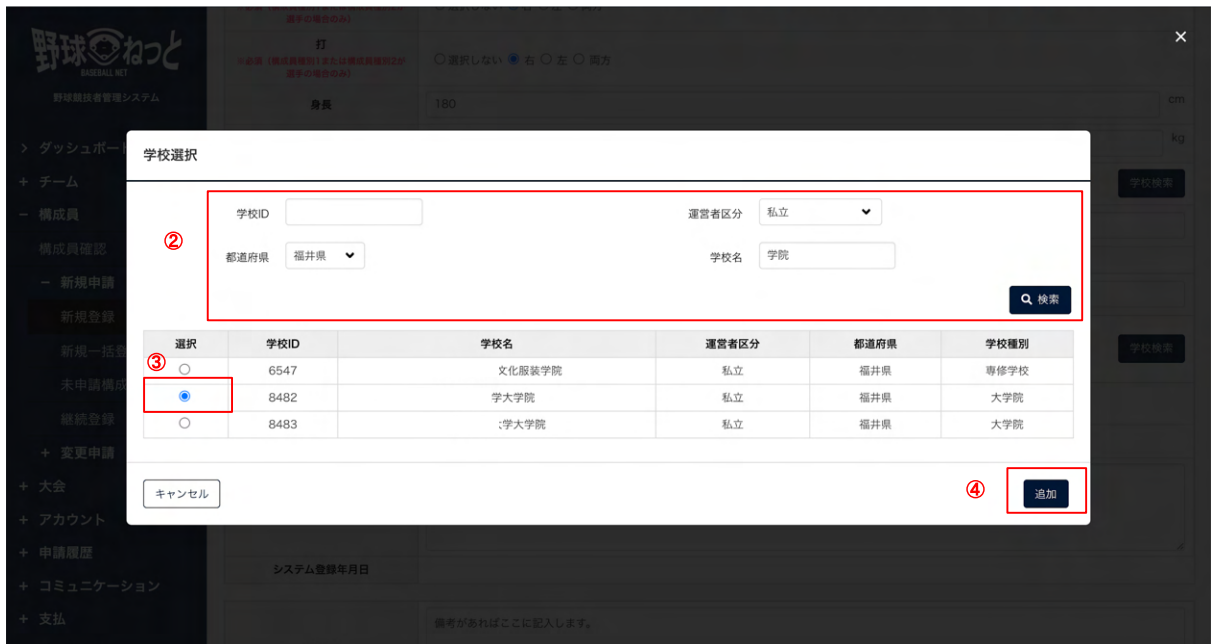 野球ねっと
BASEBALL NET
野球競技者管理システム
> ダッシュボード
+ チーム
− 構成員
構成員確認
− 新規申請
新規登録
新規一括登
未申請構成
継続登録
+ 変更申請
+ 大会
+ アカウント
+ 申請履歴
+ コミュニケーション
+ 支払
選手の場合のみ)
打
※必須 (構成員種別1または構成員種別2が
選手の場合のみ)
選択しない 右 左 両方
身長
180 cm
kg
学校検索
学校検索
×
学校選択
②
学校ID
運営者区分 私立
都道府県 福井県
学校名 学院
検索
選択 学校ID 学校名 運営者区分 都道府県 学校種別
③
6547 文化服装学院 私立 福井県 専修学校
8482 学大学院 私立 福井県 大学院
8483 学大学院 私立 福井県 大学院
キャンセル
④
追加
システム登録年月日
備考があればここに記入します。